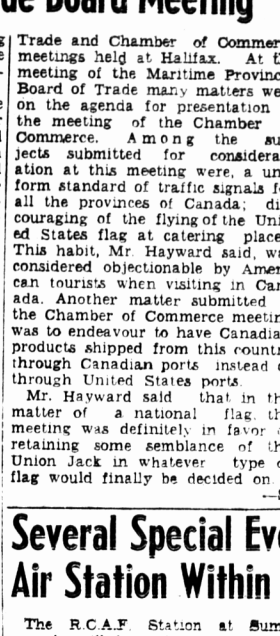 de Board Meeting
Trade and Chamber of Commer
meetings held at Halifax. At t
meeting of the Maritime Provinc
Board of Trade many matters we
on the agenda for presentation
the meeting of the Chamber
Commerce. Among the su
jects submitted for considera
ation at this meeting were, a un
form standard of traffic signals f
all the provinces of Canada; di
couraging of the flying of the Uni
ed States flag at catering place
This habit, Mr. Hayward said, w
considered objectionable by Amer
can tourists when visiting in Can
ada. Another matter submitted
the Chamber of Commerce meetin
was to endeavour to have Canadia
products shipped from this count
through Canadian ports instead
through United States ports.
Mr. Hayward said that in th
matter of a national flag, th
meeting was definitely in favor
retaining some semblance of th
Union Jack in whatever type
flag would finally be decided on
Several Special Eve
Air Station Within
The R.C.A.F. Station at Sum